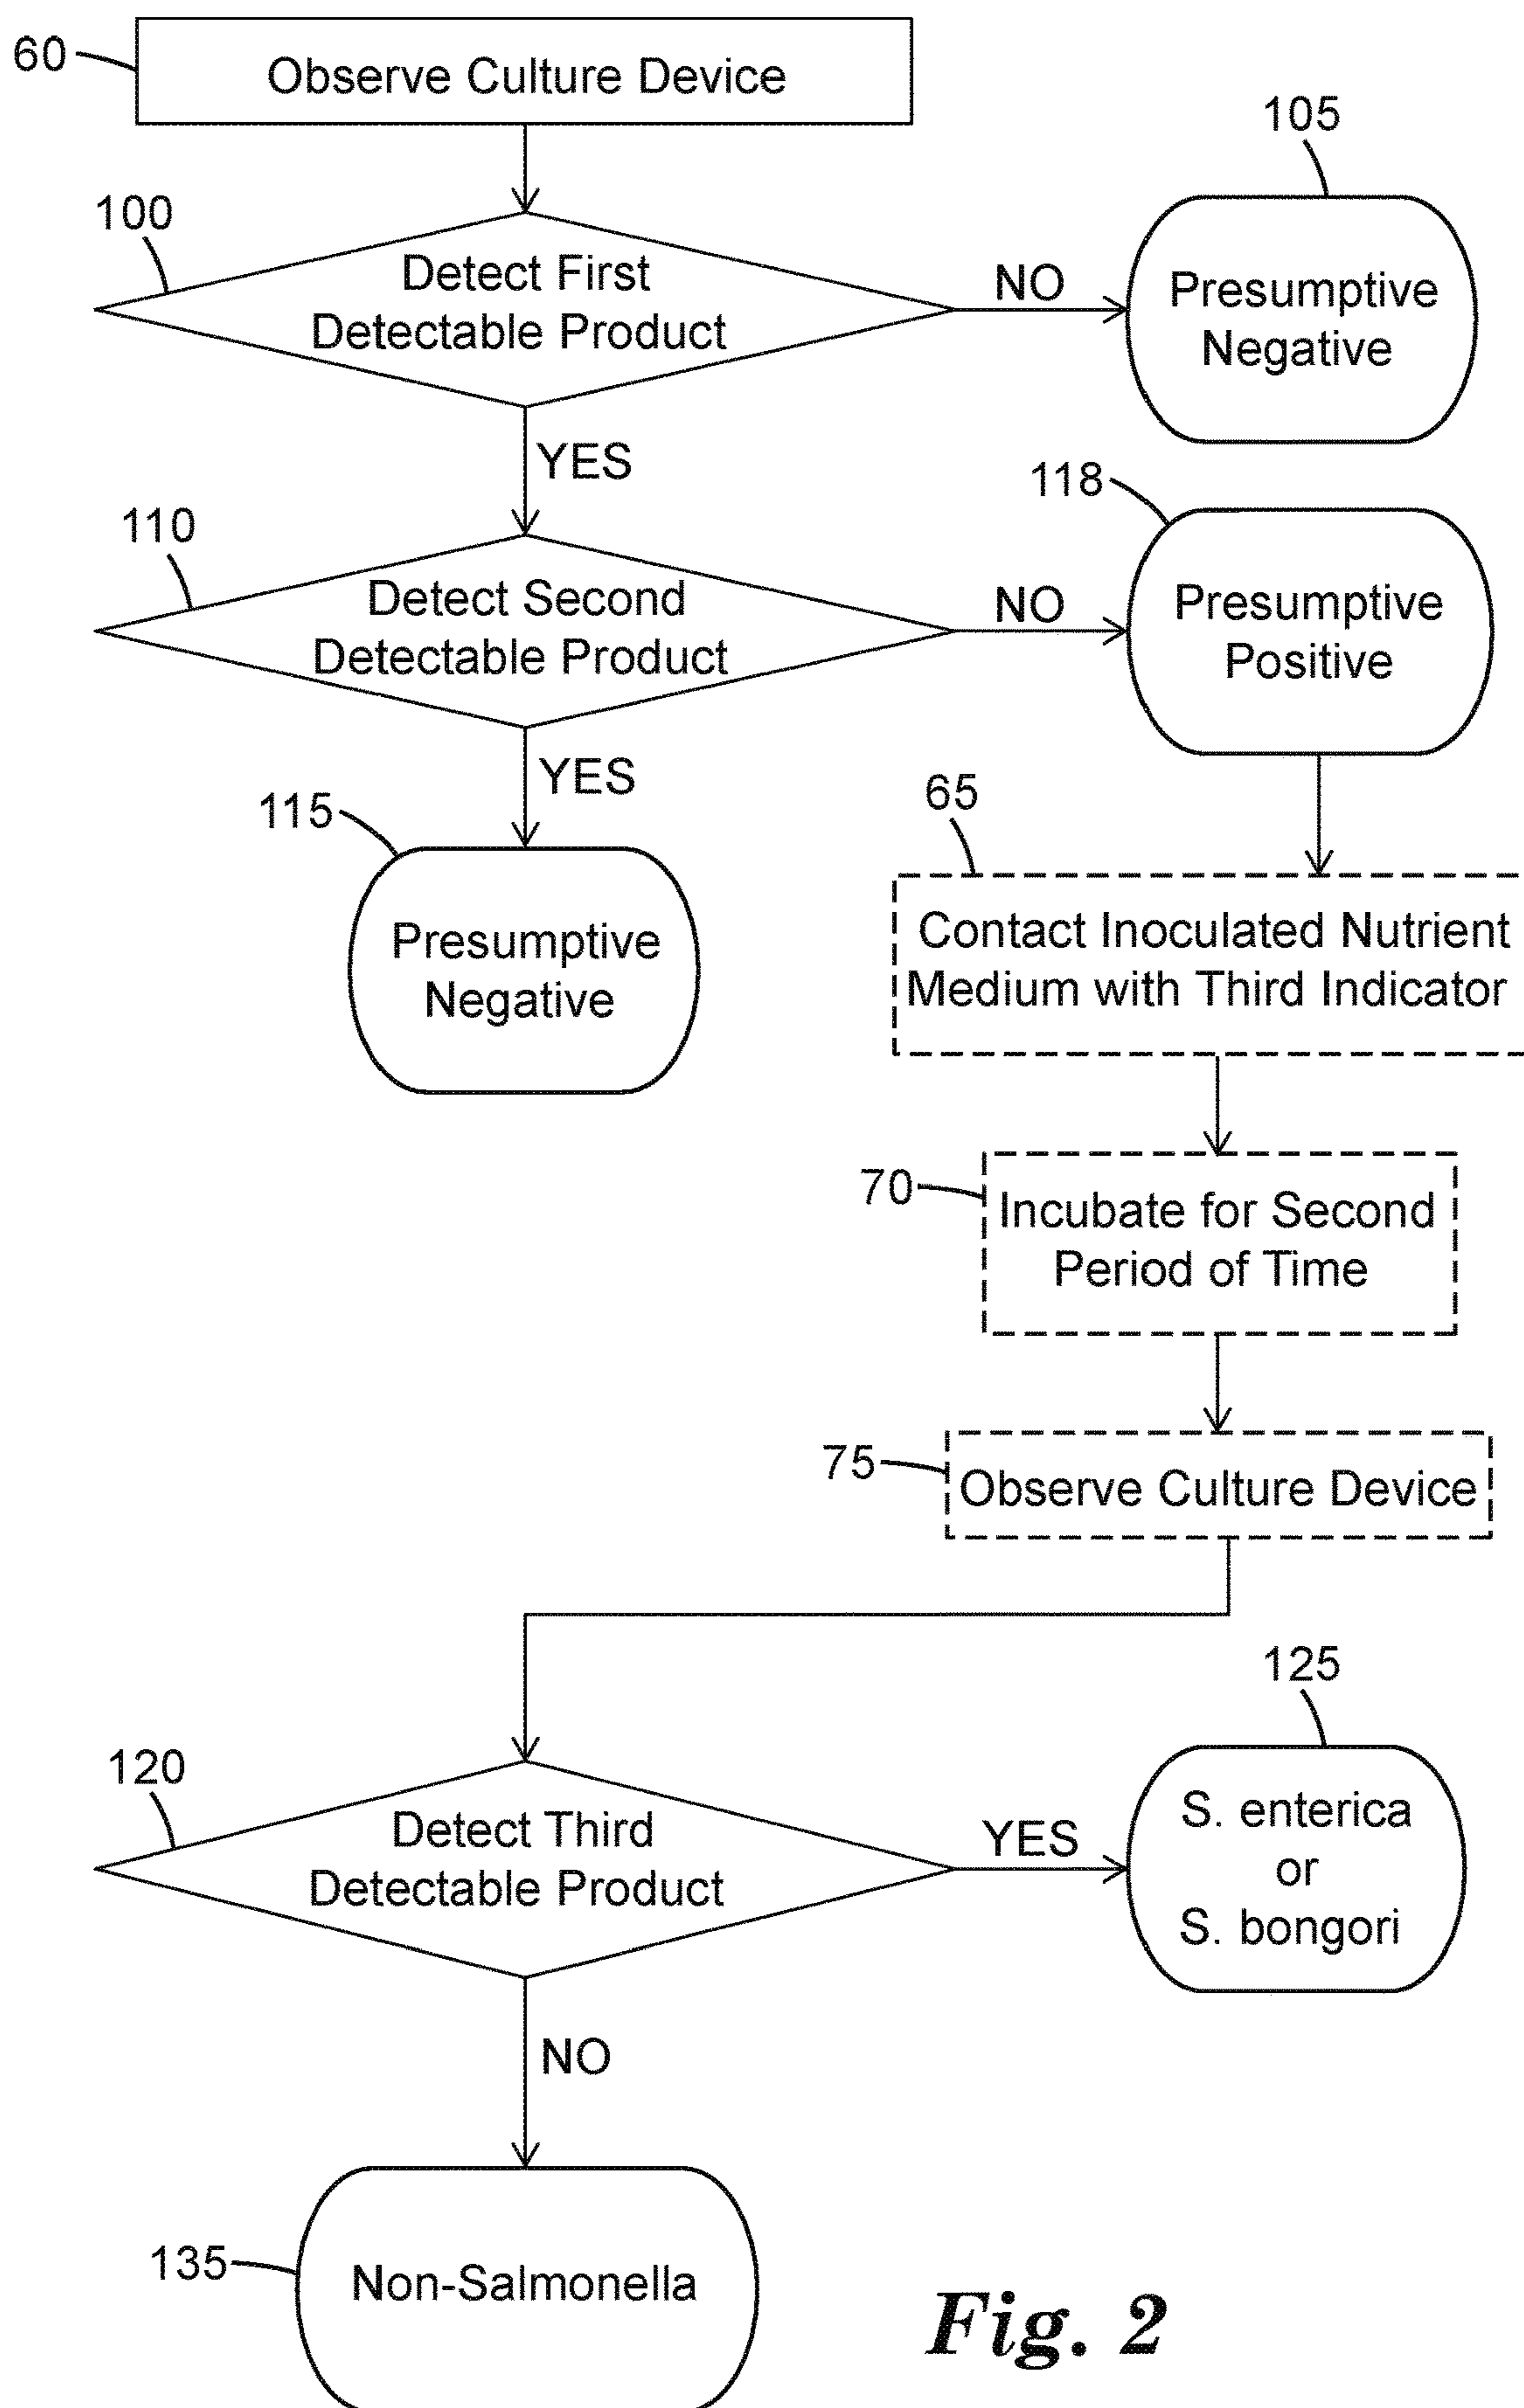 60
Observe Culture Device
105
100
Detect First
Detectable Product
NO
Presumptive
Negative
YES
118
110
Detect Second
Detectable Product
NO
Presumptive
Positive
YES
115
Presumptive
Negative
65
Contact Inoculated Nutrient
Medium with Third Indicator
70
Incubate for Second
Period of Time
75
Observe Culture Device
125
120
Detect Third
Detectable Product
YES
S. enterica
or
S. bongori
NO
135
Non-Salmonella
Fig. 2